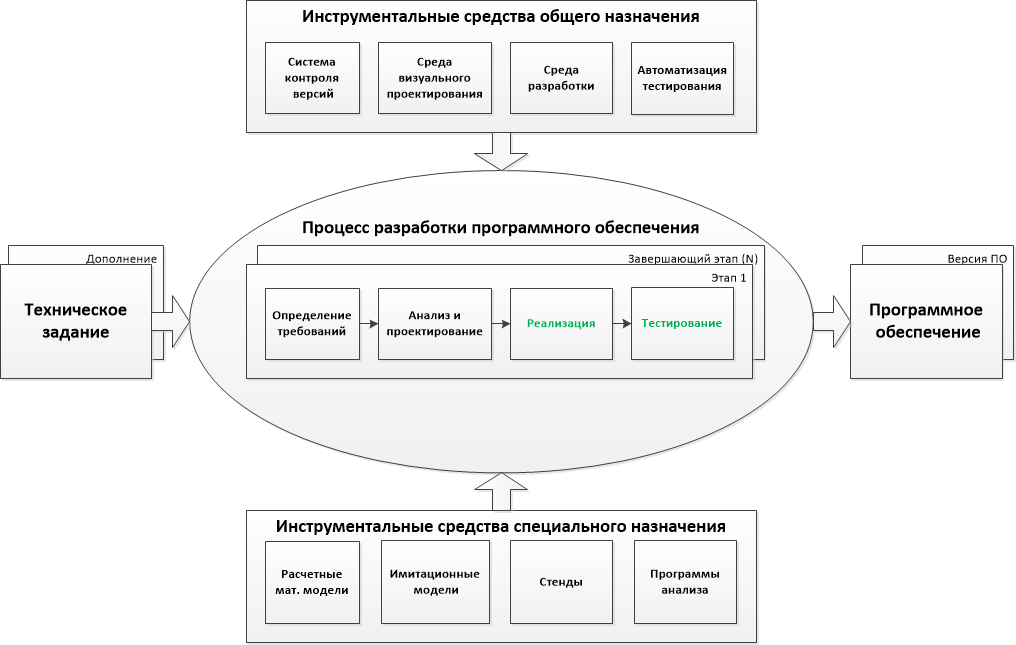 Инструментальные средства общего назначения
Система
контроля
версий
Среда
визуального
проектирования
Среда
разработки
Автоматизация
тестирования
Процесс разработки программного обеспечения
Дополнение
Техническое
задание
Завершающий этап (N)
Этап 1
Определение
требований
Анализ и
проектирование
Реализация
Тестирование
Версия ПО
Программное
обеспечение
Инструментальные средства специального назначения
Расчетные
мат. модели
Имитационные
модели
Стенды
Программы
анализа